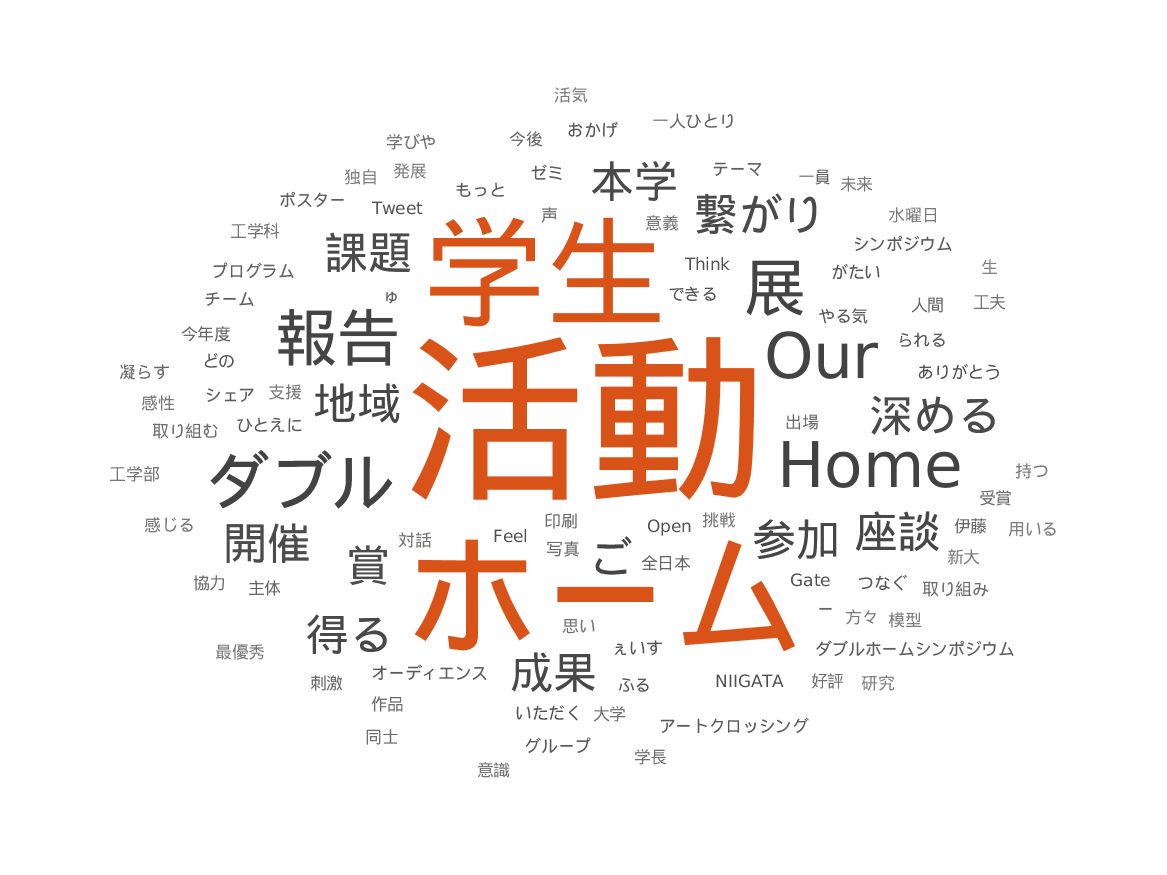 活気
一人ひとり
おかげ
今後
学びや
テーマ
発展
ゼミ
独自
一員
未来
本学
もっと
ポスター
Tweet
声
意義
繋がり
水曜日
工学科
課題
学生
シンポジウム
プログラム
Think
がたい
生
チーム
ゅ
できる
展
人間
工夫
やる気
今年度
報告
られる
どの
Our
凝らす
ありがとう
活動
シェア
支援
感性
地域
深める
取り組む
ひとえに
出場
工学部
ダブル
Home
持つ
受賞
感じる
印刷
Open
挑戦
伊藤
用いる
開催
対話
Feel
参加
座談
賞
写真
ご
全日本
新大
協力
主体
Gate
つなぐ
取り組み
ホーム
ー
方々
模型
得る
思い
最優秀
ぇいす
ダブルホームシンポジウム
オーディエンス
成果
刺激
ふる
NIIGATA
好評
研究
作品
いただく
大学
アートクロッシング
同士
グループ
学長
意識